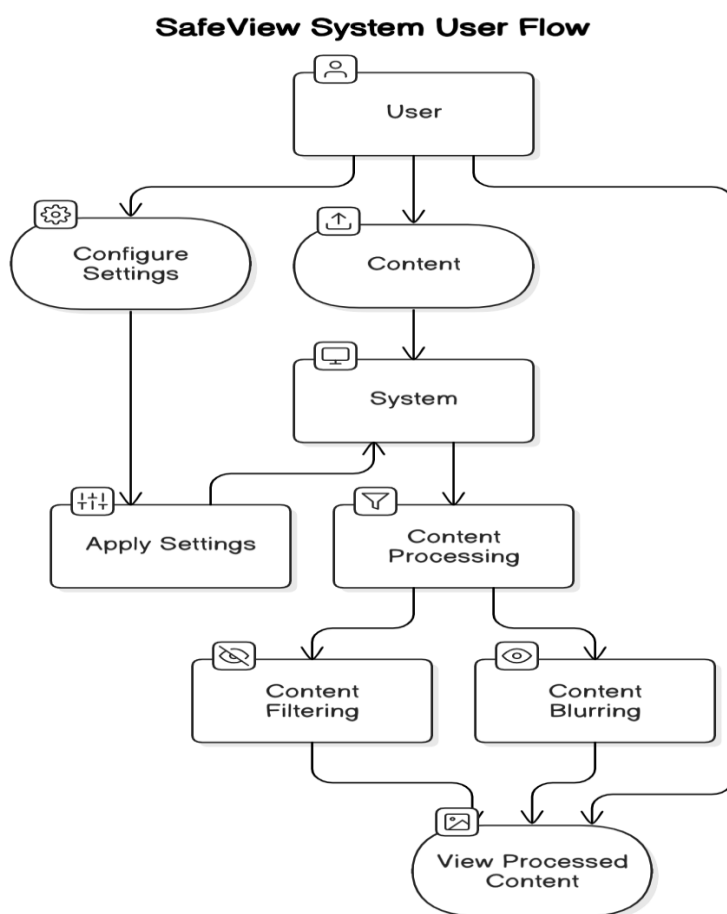 SafeView System User Flow
User
Configure
Settings
Content
System
Apply Settings
Content
Processing
Content
Filtering
Content
Blurring
View Processed
Content